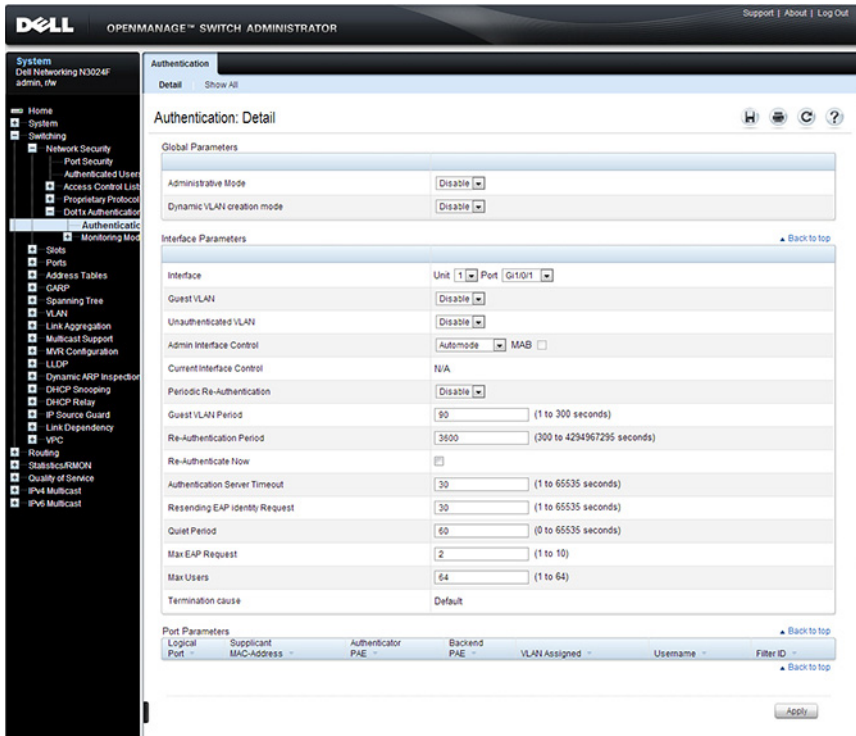 Support | About | Log Out
DELL OPENMANAGE™ SWITCH ADMINISTRATOR
System
Dell Networking N3024F
admin, r/w
Home
System
Switching
Network Security
Port Security
Authenticated Users
Access Control List
Proprietary Protocol
Dot1x Authentication
Authenticatic
Monitoring Mod
Slots
Ports
Address Tables
GARP
Spanning Tree
VLAN
Link Aggregation
Multicast Support
MVR Configuration
LLDP
Dynamic ARP Inspection
DHCP Snooping
DHCP Relay
IP Source Guard
Link Dependency
VPC
Routing
Statistics/RMON
Quality of Service
IPv4 Multicast
IPv6 Multicast
Authentication
Detail Show All
Authentication: Detail
Global Parameters
Administrative Mode Disable
Dynamic VLAN creation mode Disable
Interface Parameters Back to top
Interface Unit 1 Port Gi1/0/1
Guest VLAN Disable
Unauthenticated VLAN Disable
Admin Interface Control Automode MAB
Current Interface Control N/A
Periodic Re-Authentication Disable
Guest VLAN Period 90 (1 to 300 seconds)
Re-Authentication Period 3600 (300 to 4294967295 seconds)
Re-Authenticate Now
Authentication Server Timeout 30 (1 to 65535 seconds)
Resending EAP identity Request 30 (1 to 65535 seconds)
Quiet Period 60 (0 to 65535 seconds)
Max EAP Request 2 (1 to 10)
Max Users 64 (1 to 64)
Termination cause Default
Port Parameters Back to top
Logical Port Supplicant MAC-Address Authenticator PAE Backend PAE VLAN Assigned Username Filter ID
Back to top
Apply